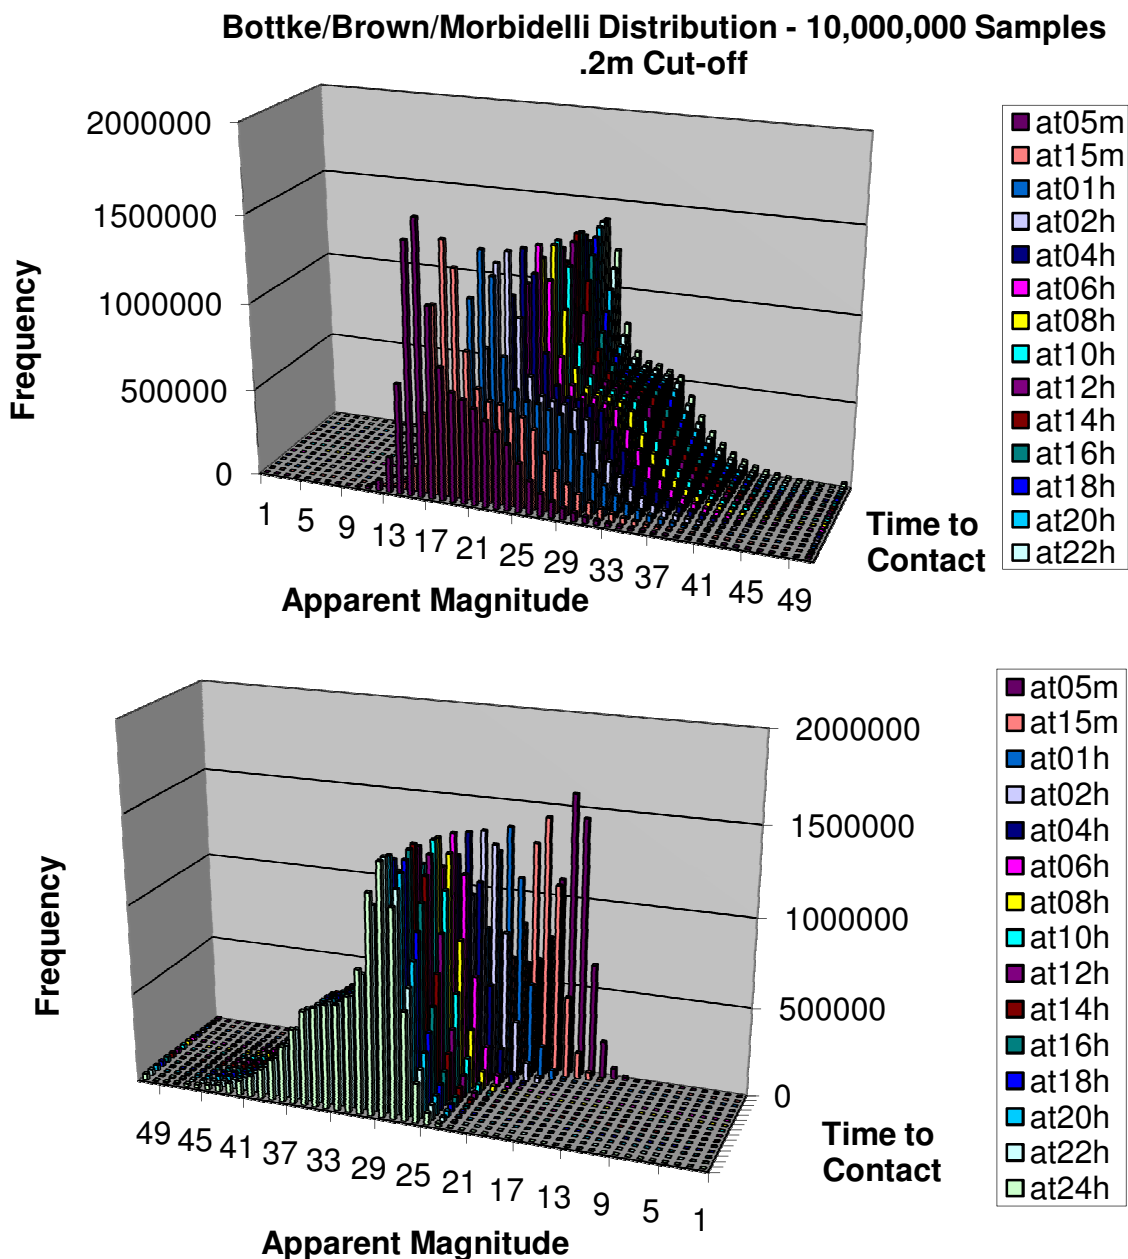 Bottke/Brown/Morbidelli Distribution - 10,000,000 Samples
.2m Cut-off
2000000
1500000
1000000
500000
0
Frequency
1 5 9 13 17 21 25 29 33 37 41 45 49
Apparent Magnitude
Time to
Contact
at05m
at15m
at01h
at02h
at04h
at06h
at08h
at10h
at12h
at14h
at16h
at18h
at20h
at22h
2000000
1500000
1000000
500000
0
Frequency
49 45 41 37 33 29 25 21 17 13 9 5 1
Apparent Magnitude
Time to
Contact
at05m
at15m
at01h
at02h
at04h
at06h
at08h
at10h
at12h
at14h
at16h
at18h
at20h
at22h
at24h